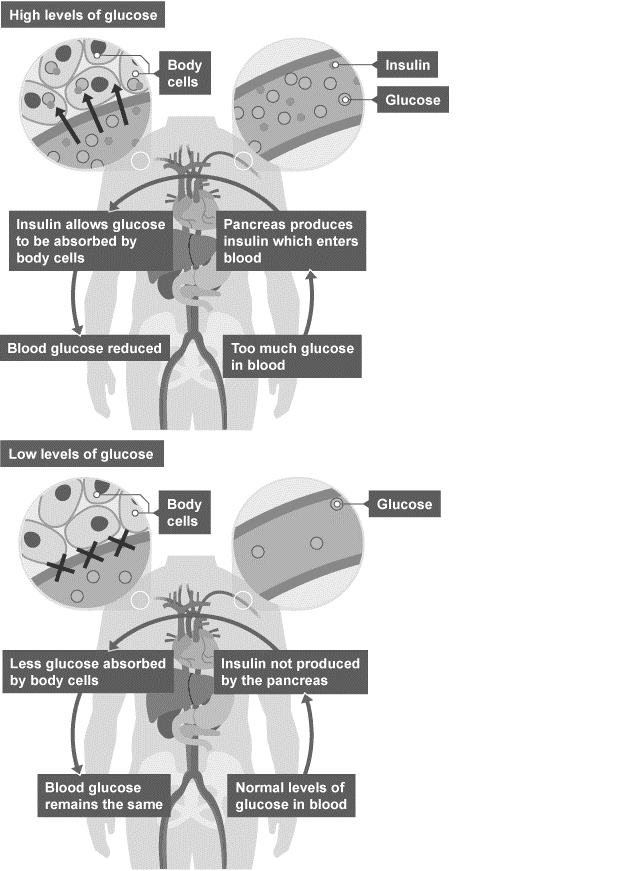 High levels of glucose
Body
cells
Insulin
Glucose
Insulin allows glucose
to be absorbed by
body cells
Pancreas produces
insulin which enters
blood
Blood glucose reduced
Too much glucose
in blood
Low levels of glucose
Body
cells
Glucose
Less glucose absorbed
by body cells
Insulin not produced
by the pancreas
Blood glucose
remains the same
Normal levels of
glucose in blood